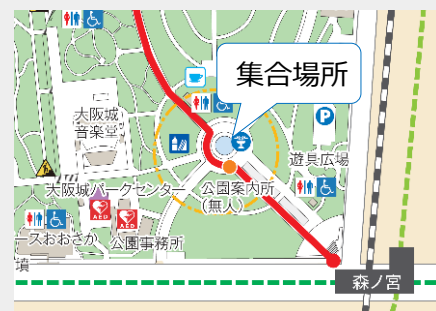 集合場所
大阪城
音楽堂
P
遊具広場
大阪城パークセンター
公園案内所
(無人)
AED
AED
ースおおさか
公園事務所
墳
森ノ宮